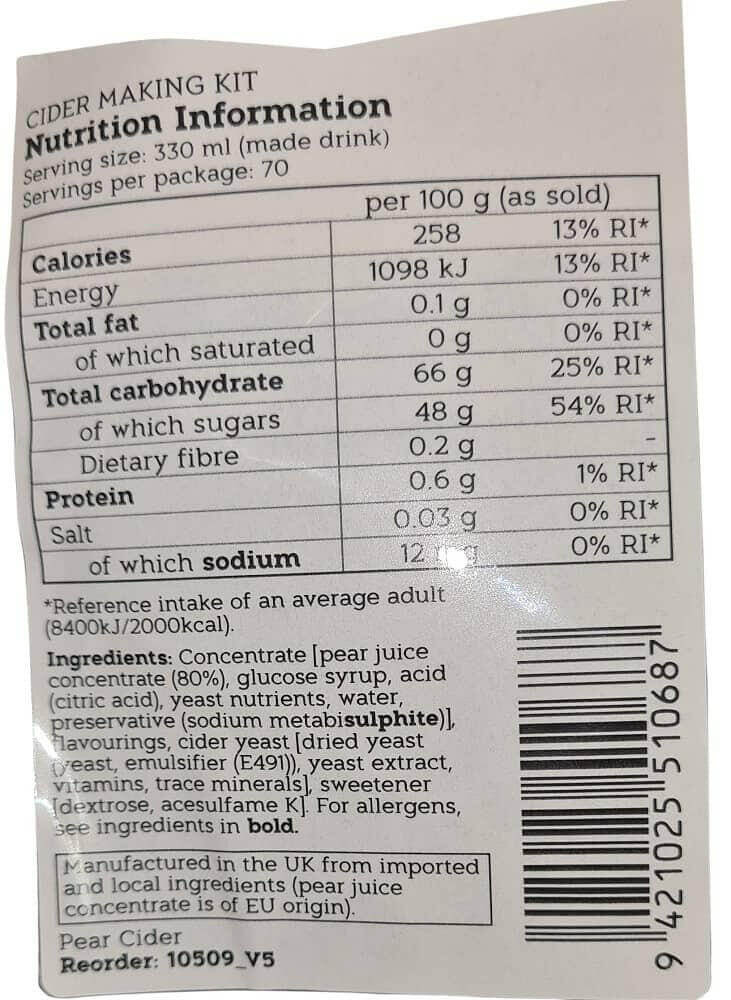 CIDER MAKING KIT
Nutrition Information
Serving size: 330 ml (made drink)
Servings per package: 70
per 100 g (as sold)
Calories 258 13% RI*
Energy 1098 kJ 13% RI*
Total fat 0.1 g 0% RI*
of which saturated 0 g 0% RI*
Total carbohydrate 66 g 25% RI*
of which sugars 48 g 54% RI*
Dietary fibre 0.2 g -
Protein 0.6 g 1% RI*
Salt 0.03 g 0% RI*
of which sodium 12 mg 0% RI*
*Reference intake of an average adult
(8400kJ/2000kcal).
Ingredients: Concentrate [pear juice
concentrate (80%), glucose syrup, acid
(citric acid), yeast nutrients, water,
preservative (sodium metabisulphite)],
flavourings, cider yeast [dried yeast
(yeast, emulsifier (E491)), yeast extract,
vitamins, trace minerals], sweetener
[dextrose, acesulfame K]. For allergens,
see ingredients in bold.
Manufactured in the UK from imported
and local ingredients (pear juice
concentrate is of EU origin).
Pear Cider
Reorder: 10509_V5
9 421025 510687